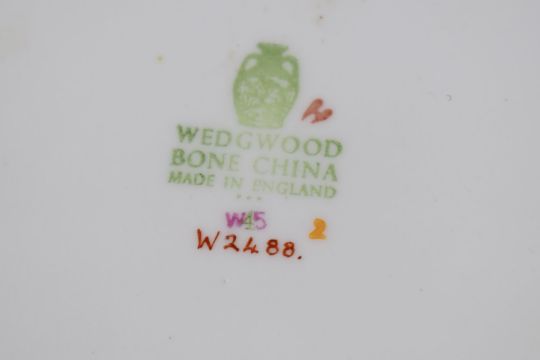 WEDGWOOD
BONE CHINA
MADE IN ENGLAND
W45 2
W2488.